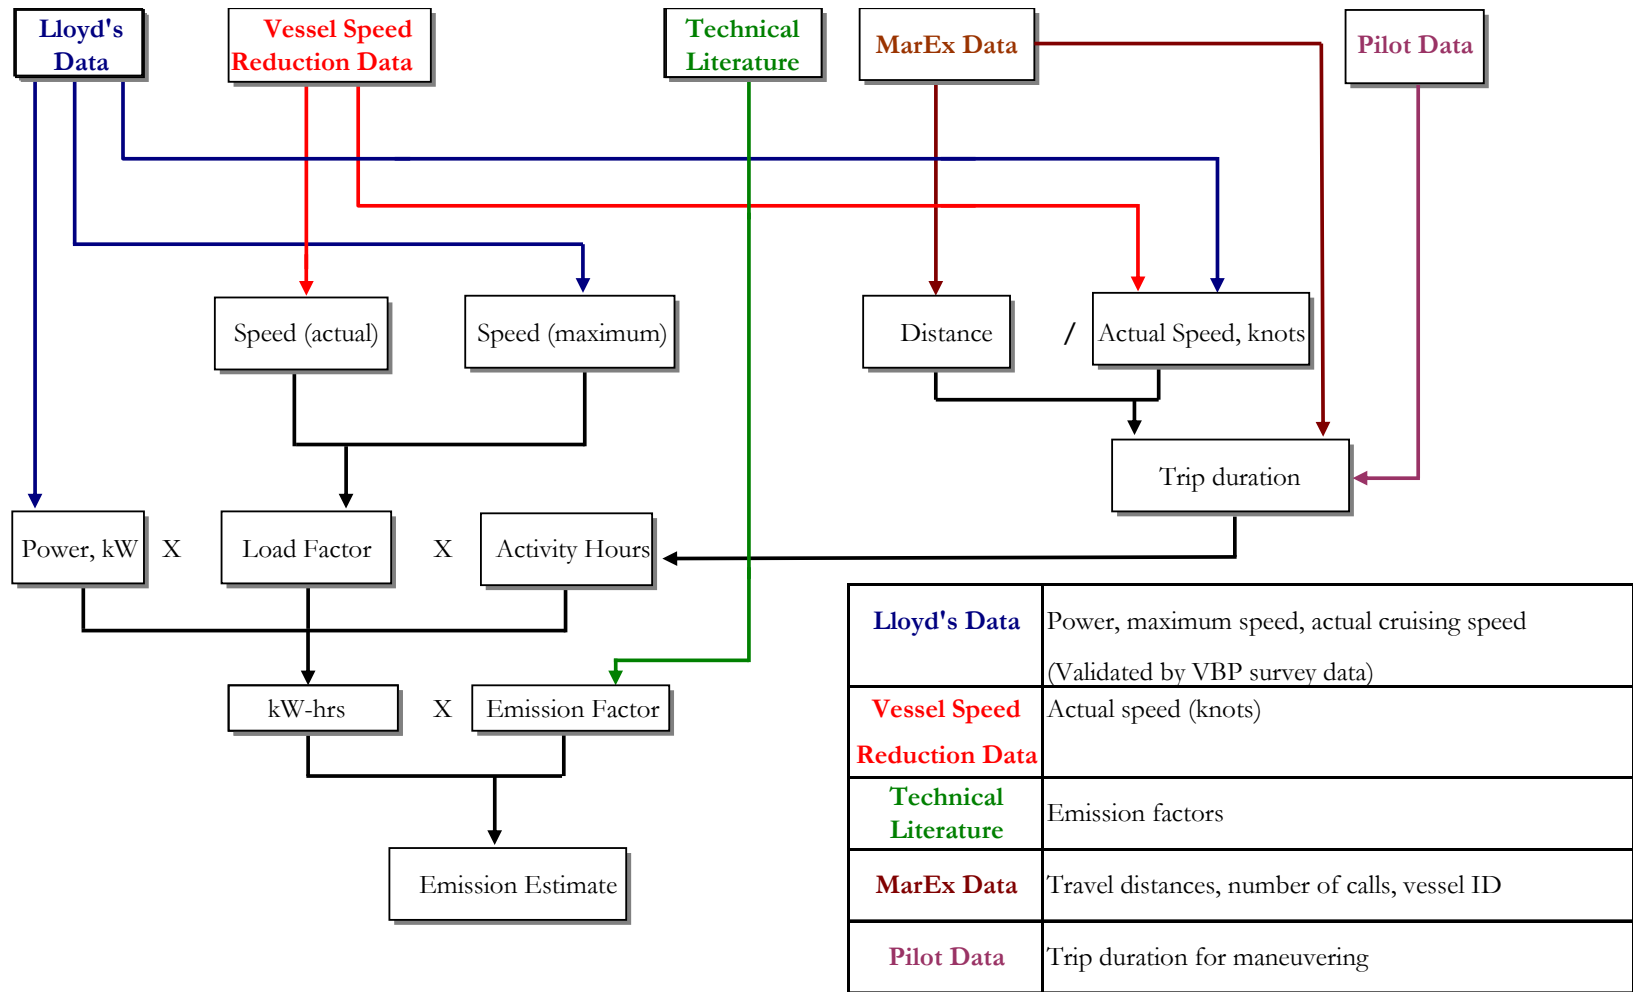 Lloyd's
Data
Vessel Speed
Reduction Data
Technical
Literature
MarEx Data
Pilot Data
Speed (actual)
Speed (maximum)
Distance
/
Actual Speed, knots
Trip duration
Power, kW
X
Load Factor
X
Activity Hours
kW-hrs
X
Emission Factor
Emission Estimate
Lloyd's Data
Power, maximum speed, actual cruising speed
(Validated by VBP survey data)
Vessel Speed
Reduction Data
Actual speed (knots)
Technical
Literature
Emission factors
MarEx Data
Travel distances, number of calls, vessel ID
Pilot Data
Trip duration for maneuvering